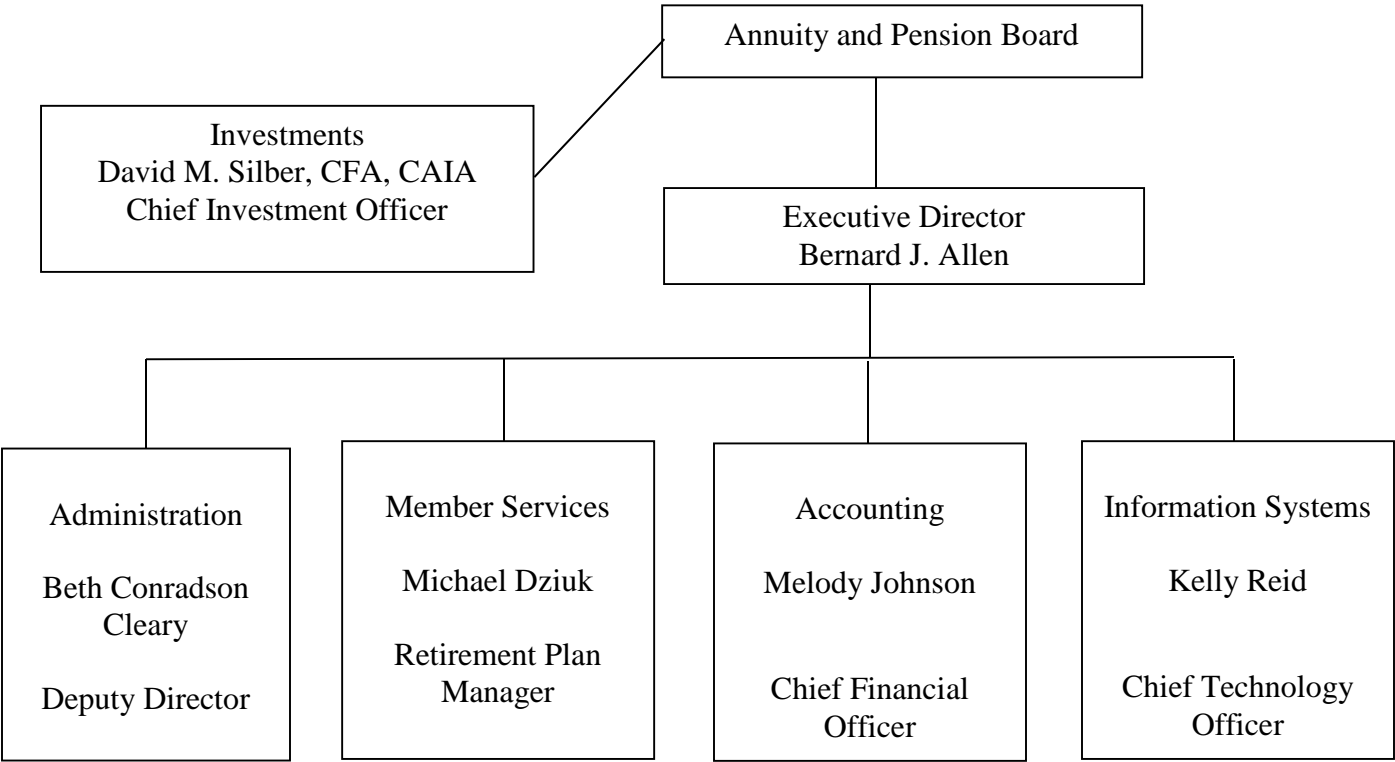 Annuity and Pension Board
Investments
David M. Silber, CFA, CAIA
Chief Investment Officer
Executive Director
Bernard J. Allen
Administration
Beth Conradson
Cleary
Deputy Director
Member Services
Michael Dziuk
Retirement Plan
Manager
Accounting
Melody Johnson
Chief Financial
Officer
Information Systems
Kelly Reid
Chief Technology
Officer